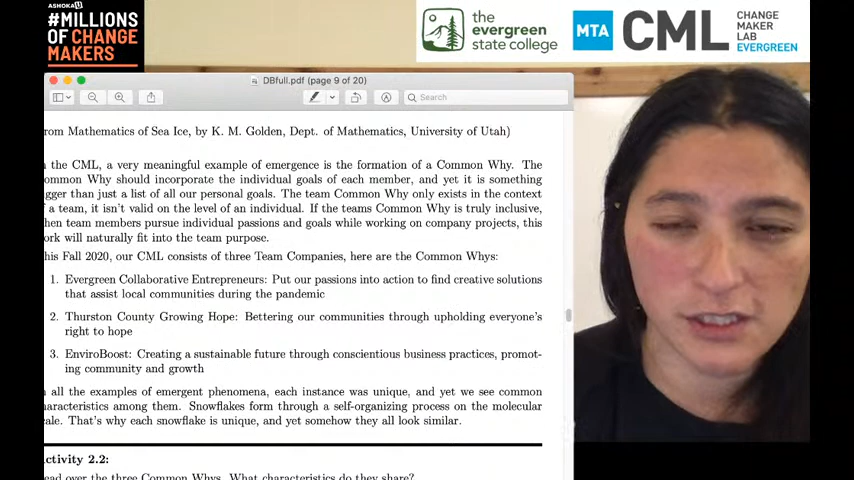 ASHOKA U
#MILLIONS
OF CHANGE
MAKERS
the
evergreen
state college
MTA CML
CHANGE
MAKER
LAB
EVERGREEN
DBfull.pdf (page 9 of 20)
Search
rom Mathematics of Sea Ice, by K. M. Golden, Dept. of Mathematics, University of Utah)
the CML, a very meaningful example of emergence is the formation of a Common Why. The
ommon Why should incorporate the individual goals of each member, and yet it is something
gger than just a list of all our personal goals. The team Common Why only exists in the context
a team, it isn't valid on the level of an individual. If the teams Common Why is truly inclusive,
hen team members pursue individual passions and goals while working on company projects, this
ork will naturally fit into the team purpose.
his Fall 2020, our CML consists of three Team Companies, here are the Common Whys:
1. Evergreen Collaborative Entrepreneurs: Put our passions into action to find creative solutions
that assist local communities during the pandemic
2. Thurston County Growing Hope: Bettering our communities through upholding everyone's
right to hope
3. EnviroBoost: Creating a sustainable future through conscientious business practices, promot-
ing community and growth
all the examples of emergent phenomena, each instance was unique, and yet we see common
haracteristics among them. Snowflakes form through a self-organizing process on the molecular
ale. That's why each snowflake is unique, and yet somehow they all look similar.
ctivity 2.2:
ead over the three Common Whys. What characteristics do they share?